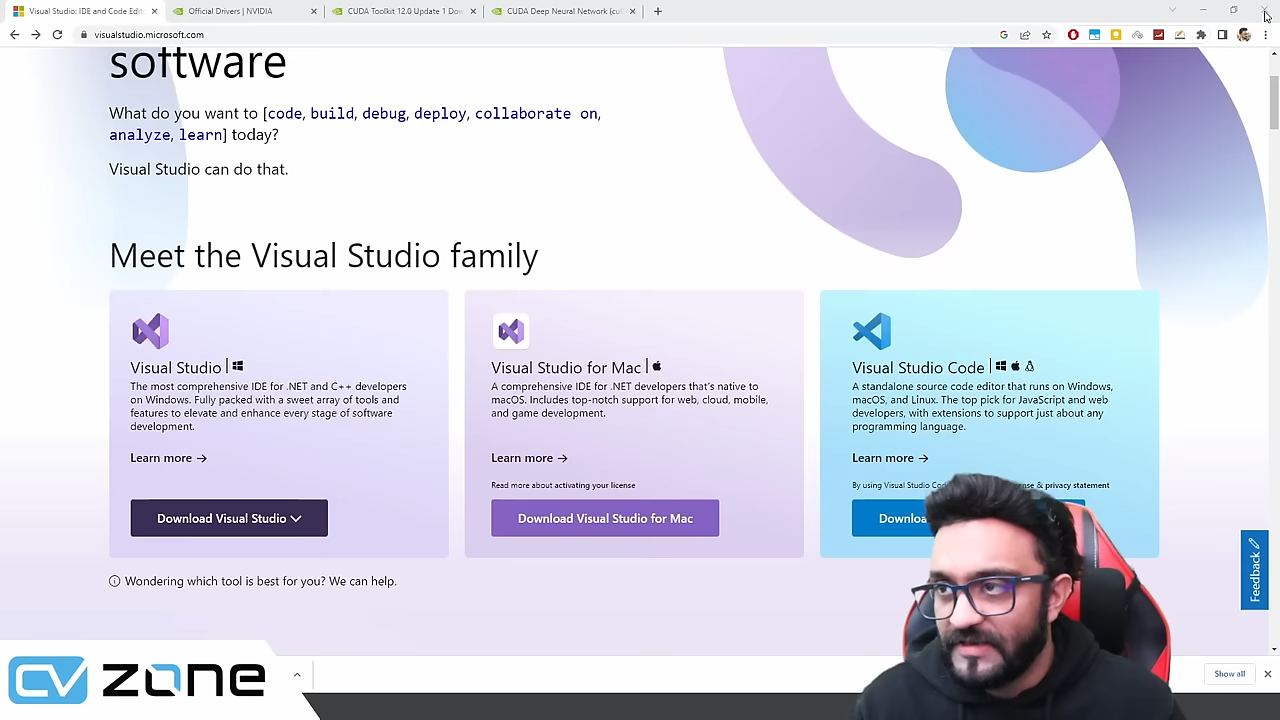 Visual Studio: IDE and Code Edi
Official Drivers | NVIDIA
CUDA Toolkit 12.0 Update 1 Dow
CUDA Deep Neural Network (cu
visualstudio.microsoft.com
software
What do you want to [code, build, debug, deploy, collaborate on,
analyze, learn] today?
Visual Studio can do that.
Meet the Visual Studio family
Visual Studio
The most comprehensive IDE for .NET and C++ developers
on Windows. Fully packed with a sweet array of tools and
features to elevate and enhance every stage of software
development.
Learn more →
Download Visual Studio
Visual Studio for Mac
A comprehensive IDE for .NET developers that's native to
macOS. Includes top-notch support for web, cloud, mobile,
and game development.
Learn more →
Read more about activating your license
Download Visual Studio for Mac
Visual Studio Code
A standalone source code editor that runs on Windows,
macOS, and Linux. The top pick for JavaScript and web
developers, with extensions to support just about any
programming language.
Learn more →
By using Visual Studio & privacy statement
Feedback
Wondering which tool is best for you? We can help.
CV ZONE
Show all